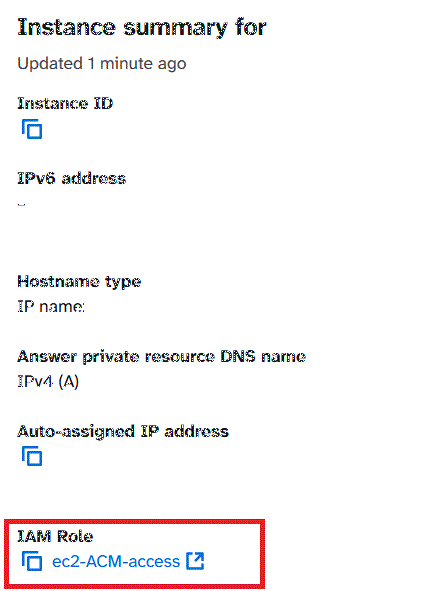 Instance summary for
Updated 1 minute ago
Instance ID
IPv6 address
–
Hostname type
IP name:
Answer private resource DNS name
IPv4 (A)
Auto-assigned IP address
IAM Role
ec2-ACM-access